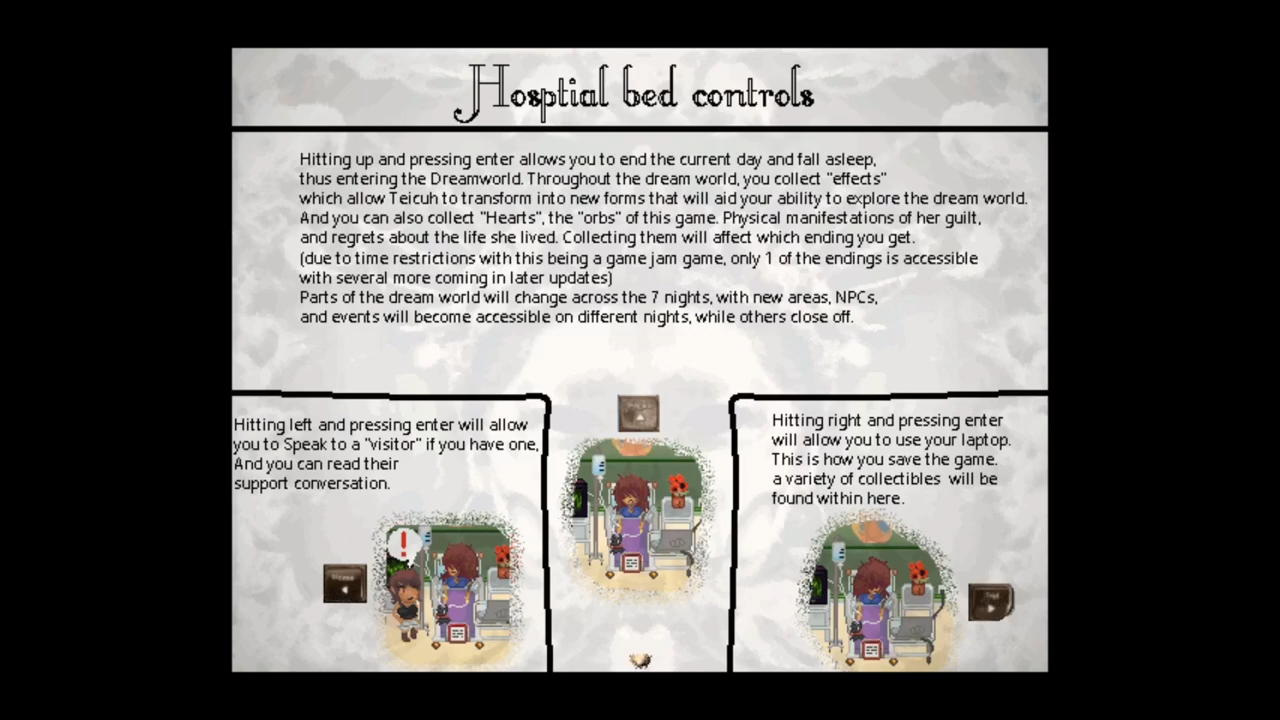 Hosptial bed controls
Hitting up and pressing enter allows you to end the current day and fall asleep,
thus entering the Dreamworld. Throughout the dream world, you collect "effects"
which allow Teicuh to transform into new forms that will aid your ability to explore the dream world.
And you can also collect "Hearts", the "orbs" of this game. Physical manifestations of her guilt,
and regrets about the life she lived. Collecting them will affect which ending you get.
(due to time restrictions with this being a game jam game, only 1 of the endings is accessible
with several more coming in later updates)
Parts of the dream world will change across the 7 nights, with new areas, NPCs,
and events will become accessible on different nights, while others close off.
Hitting left and pressing enter will allow
you to Speak to a "visitor" if you have one,
And you can read their
support conversation.
Hitting right and pressing enter
will allow you to use your laptop.
This is how you save the game.
a variety of collectibles will be
found within here.